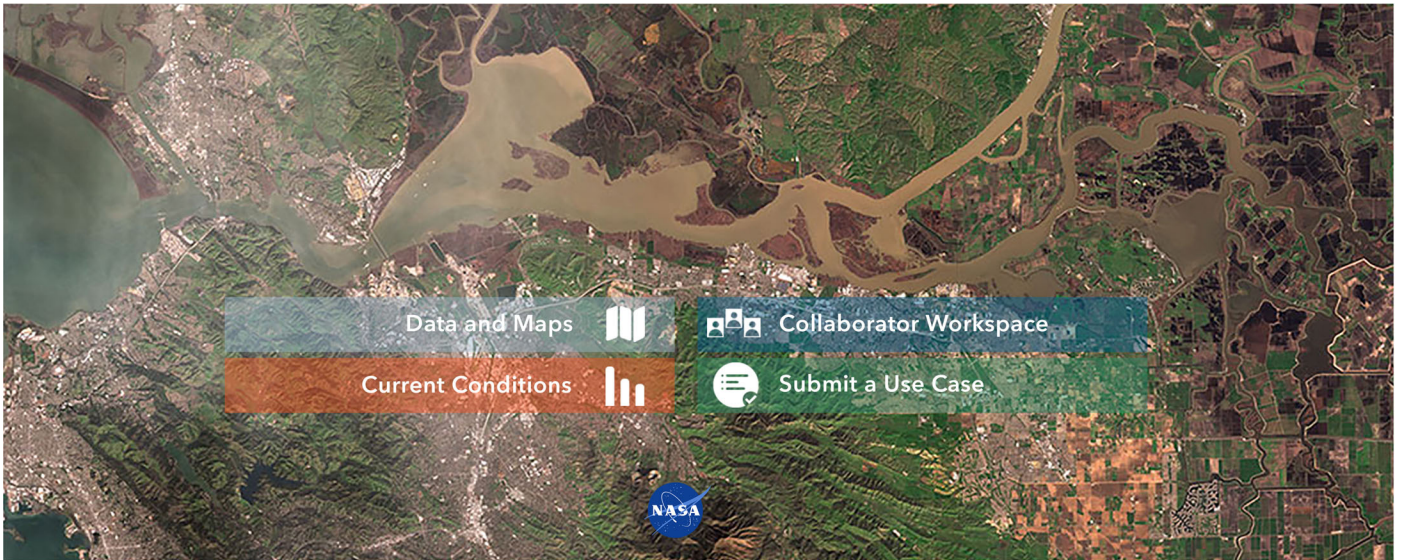 Data and Maps
Collaborator Workspace
Current Conditions
Submit a Use Case
NASA